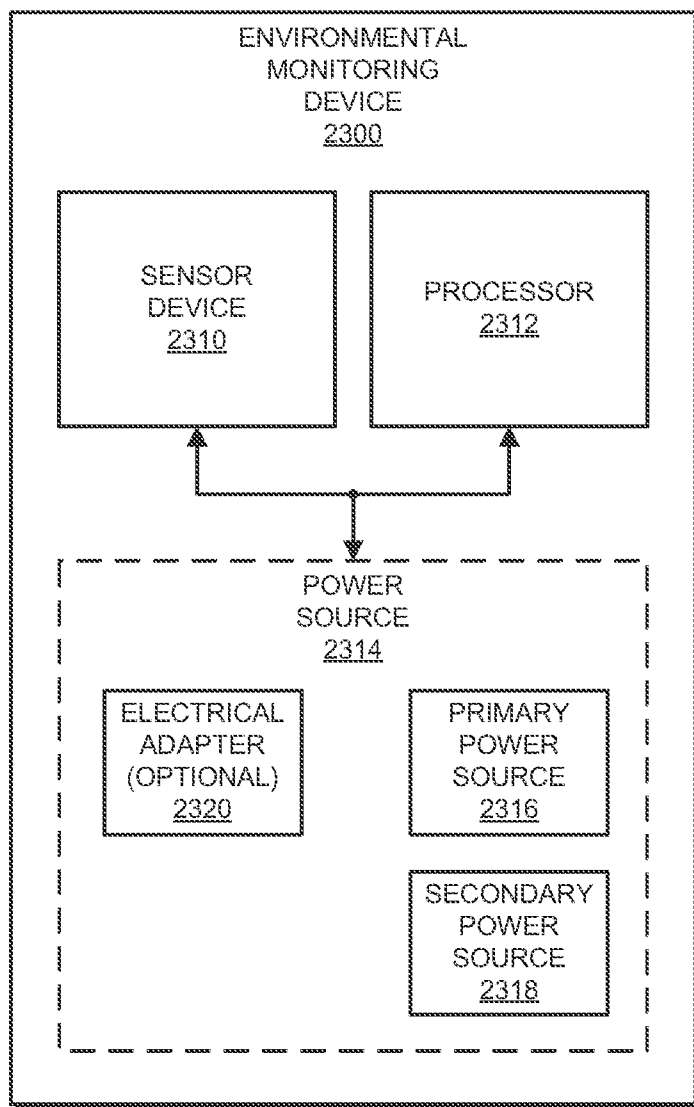 ENVIRONMENTAL
MONITORING
DEVICE
2300
SENSOR
DEVICE
2310
PROCESSOR
2312
POWER
SOURCE
2314
ELECTRICAL
ADAPTER
(OPTIONAL)
2320
PRIMARY
POWER
SOURCE
2316
SECONDARY
POWER
SOURCE
2318